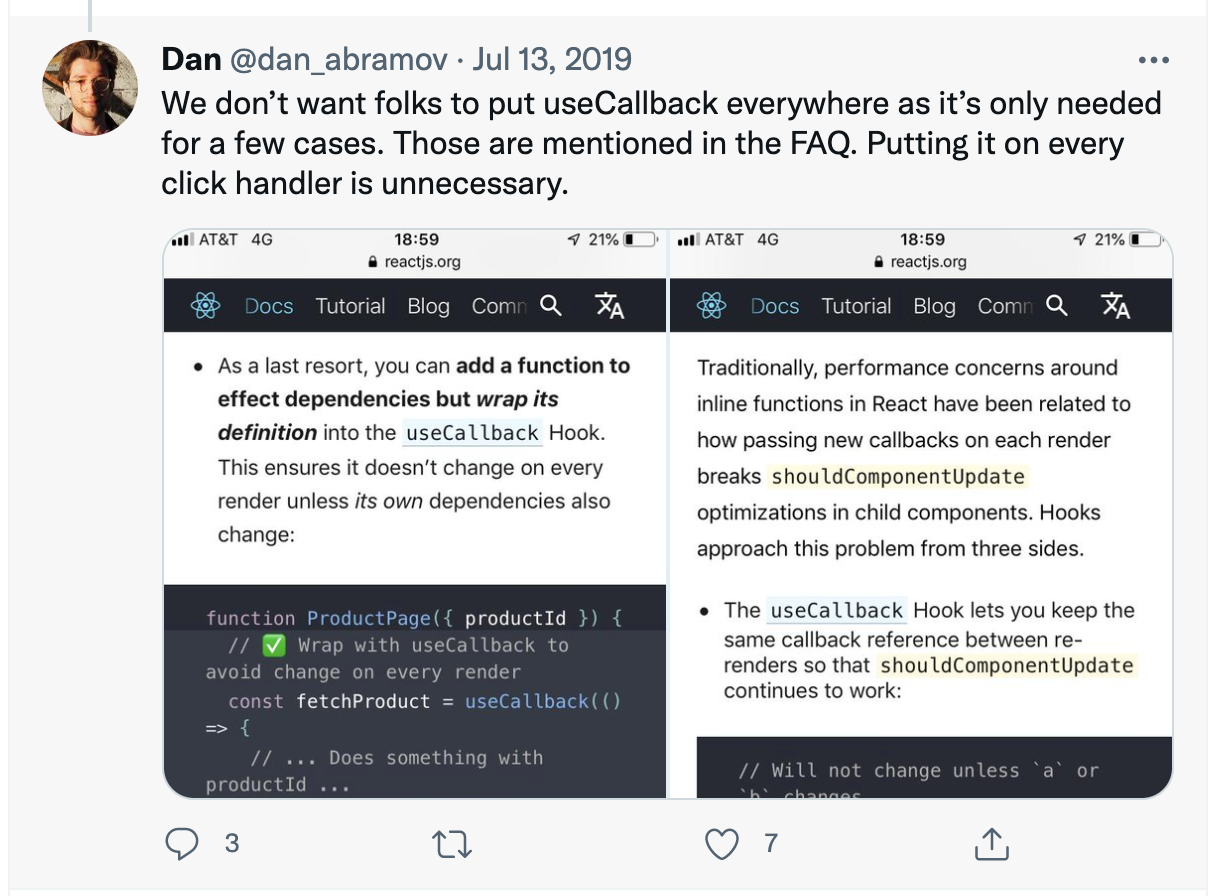 Dan @dan_abramov · Jul 13, 2019
We don’t want folks to put useCallback everywhere as it’s only needed
for a few cases. Those are mentioned in the FAQ. Putting it on every
click handler is unnecessary.
AT&T 4G 18:59 21%
reactjs.org
Docs Tutorial Blog Comn
• As a last resort, you can add a function to
effect dependencies but wrap its
definition into the useCallback Hook.
This ensures it doesn’t change on every
render unless its own dependencies also
change:
function ProductPage({ productId }) {
// ✅ Wrap with useCallback to
avoid change on every render
const fetchProduct = useCallback(()
=> {
// ... Does something with
productId ...
AT&T 4G 18:59 21%
reactjs.org
Docs Tutorial Blog Comn
Traditionally, performance concerns around
inline functions in React have been related to
how passing new callbacks on each render
breaks shouldComponentUpdate
optimizations in child components. Hooks
approach this problem from three sides.
• The useCallback Hook lets you keep the
same callback reference between re-
renders so that shouldComponentUpdate
continues to work:
// Will not change unless `a` or
`b` changes
3 7